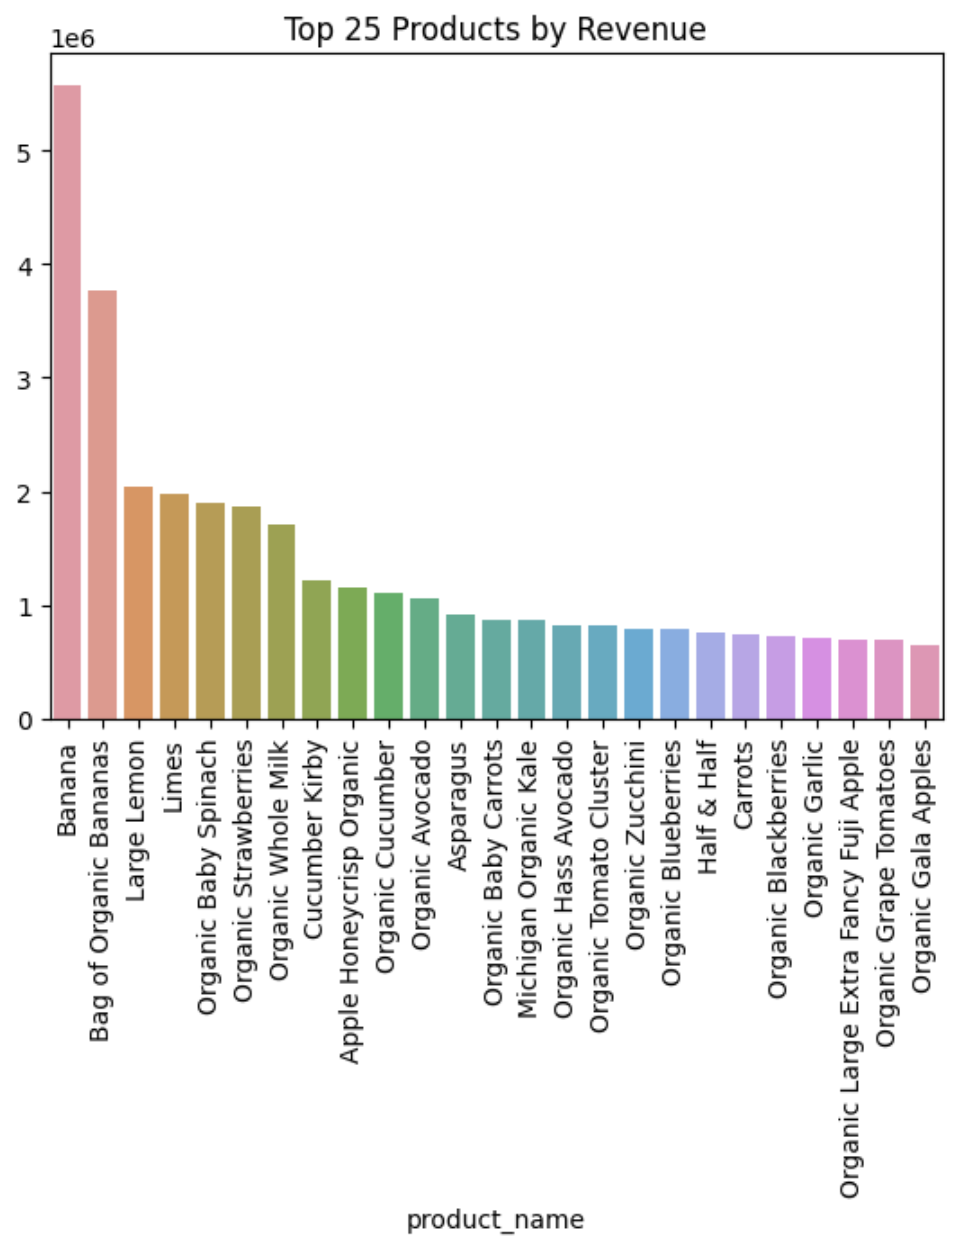 Top 25 Products by Revenue
1e6
5
4
3
2
1
0
Banana
Bag of Organic Bananas
Large Lemon
Limes
Organic Baby Spinach
Organic Strawberries
Organic Whole Milk
Cucumber Kirby
Apple Honeycrisp Organic
Organic Cucumber
Organic Avocado
Asparagus
Organic Baby Carrots
Michigan Organic Kale
Organic Hass Avocado
Organic Tomato Cluster
Organic Zucchini
Organic Blueberries
Half & Half
Carrots
Organic Blackberries
Organic Garlic
Organic Large Extra Fancy Fuji Apple
Organic Grape Tomatoes
Organic Gala Apples
product_name